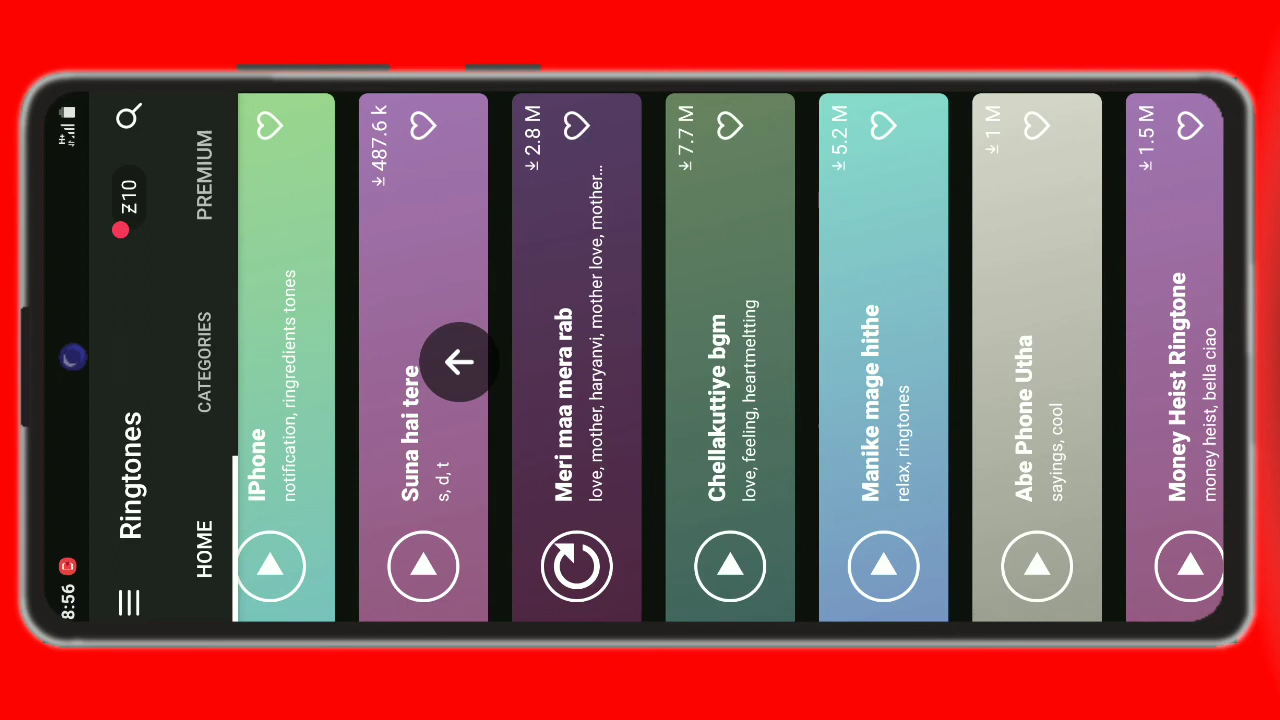 8:56
H+
Ringtones
Ƶ10
HOME
CATEGORIES
PREMIUM
IPhone
notification, ringredients tones
487.6 k
Suna hai tere
s, d, t
2.8 M
Meri maa mera rab
love, mother, haryanvi, mother love, mother...
7.7 M
Chellakuttiye bgm
love, feeling, heartmeltting
5.2 M
Manike mage hithe
relax, ringtones
1 M
Abe Phone Utha
sayings, cool
1.5 M
Money Heist Ringtone
money heist, bella ciao